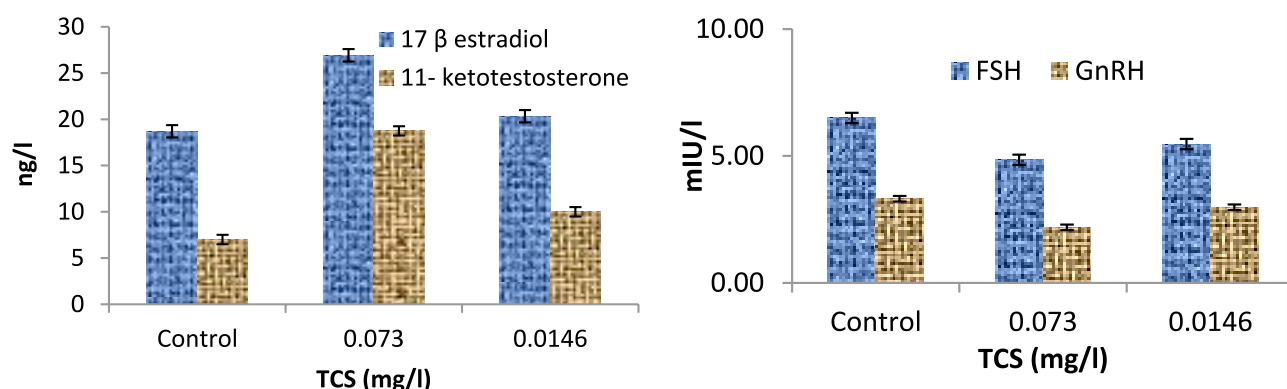 30
25
20
15
10
5
0
ng/l
17 β estradiol
11- ketotestosterone
Control 0.073 0.0146
TCS (mg/l)
10.00
5.00
0.00
mIU/l
FSH GnRH
Control 0.073 0.0146
TCS (mg/l)